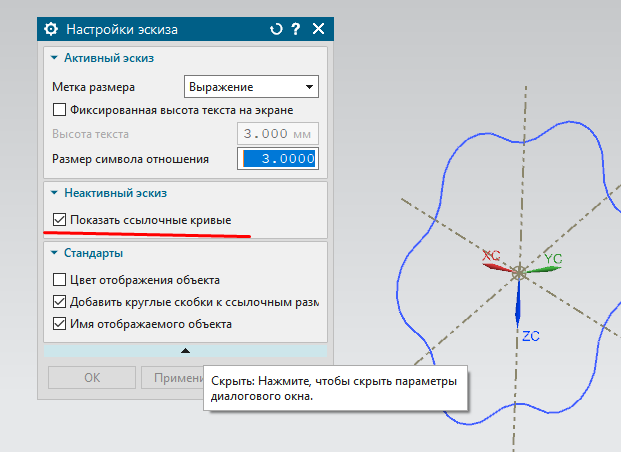 Настройки эскиза
?
Активный эскиз
Метка размера
Выражение
Фиксированная высота текста на экране
Высота текста
3.000 мм
Размер символа отношения
3.0000
Неактивный эскиз
Показать ссылочные кривые
Стандарты
Цвет отображения объекта
Добавить круглые скобки к ссылочным разм
Имя отображаемого объекта
OK
Примени
Скрыть: Нажмите, чтобы скрыть параметры
диалогового окна.
XC
YC
ZC